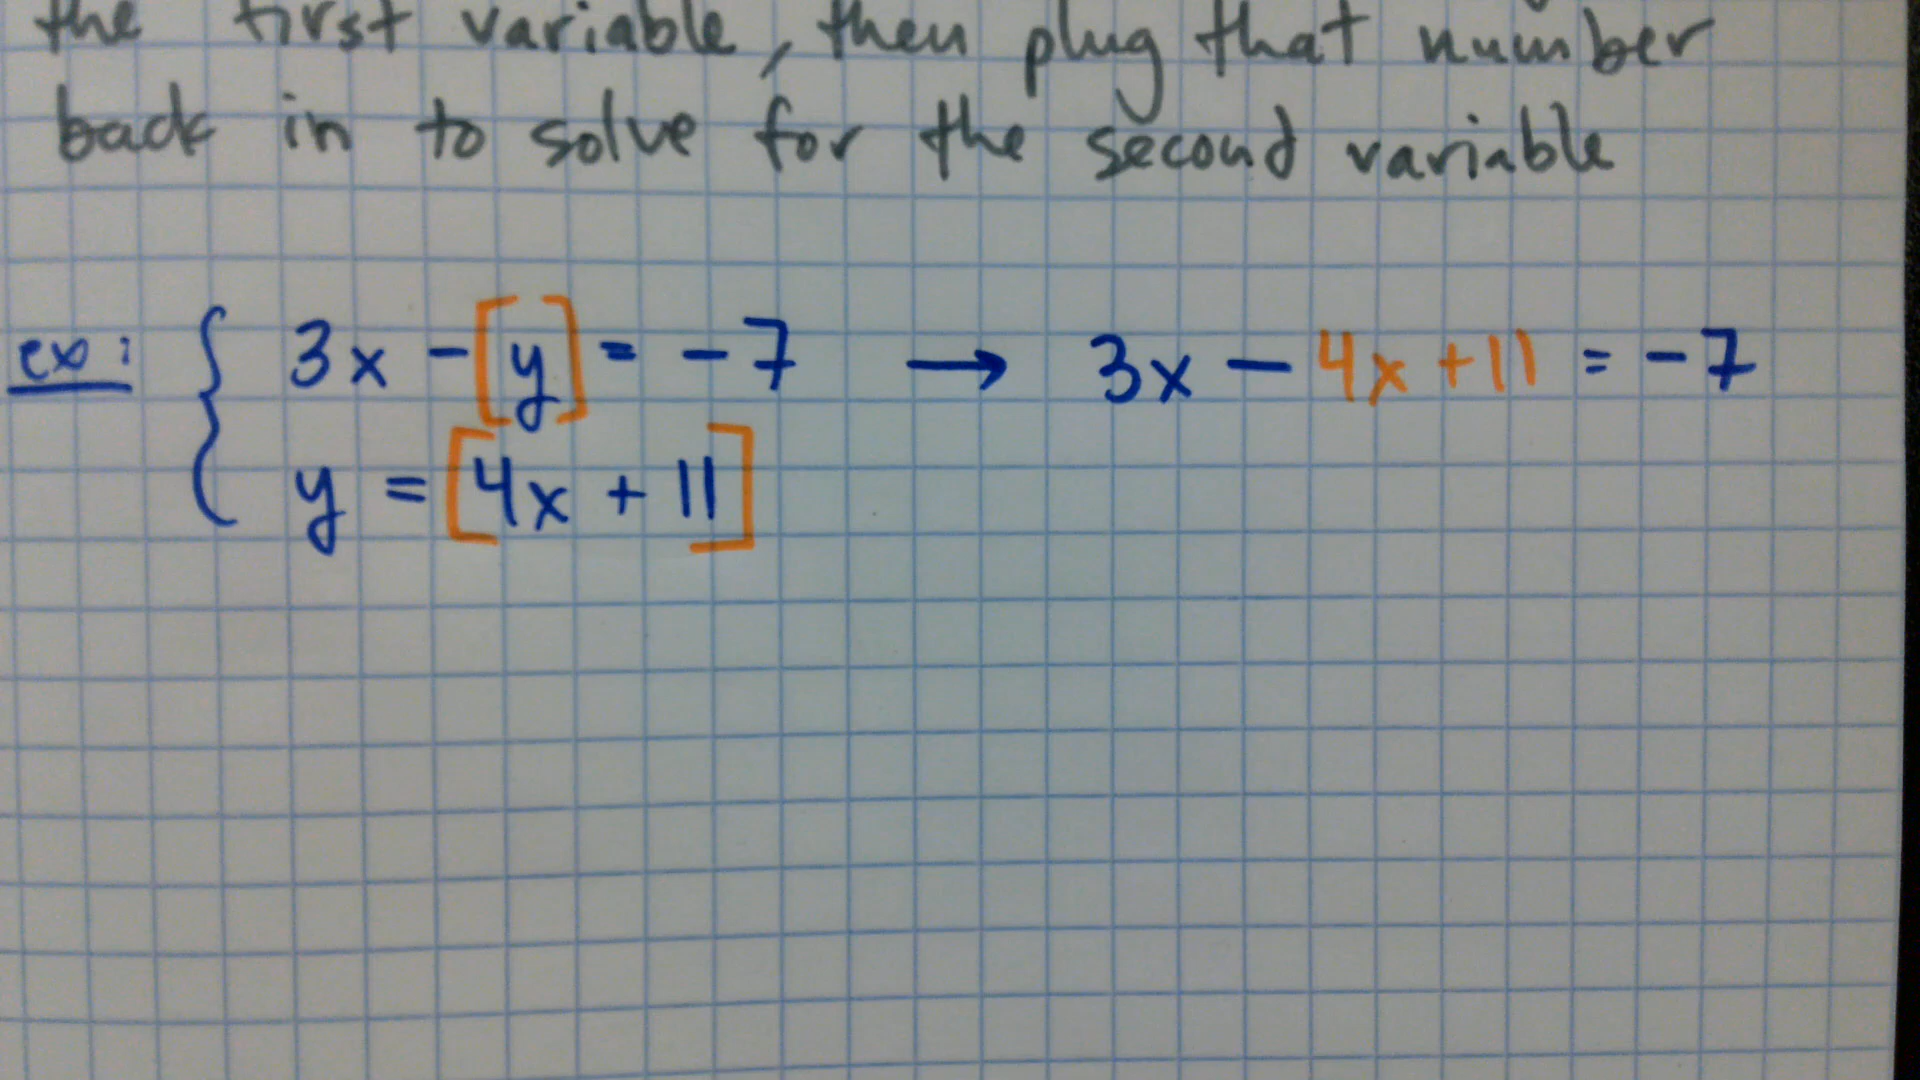 the first variable, then plug that number
back in to solve for the second variable
ex: { 3x - [y] = -7 → 3x - 4x + 11 = -7
y = [4x + 11]